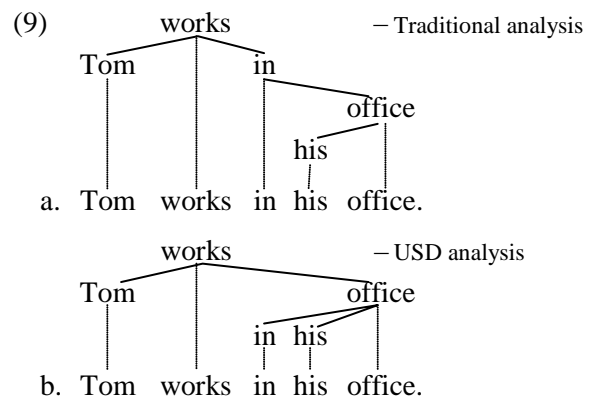 (9) works – Traditional analysis
Tom in
office
his
a. Tom works in his office.
works – USD analysis
Tom office
in his
b. Tom works in his office.